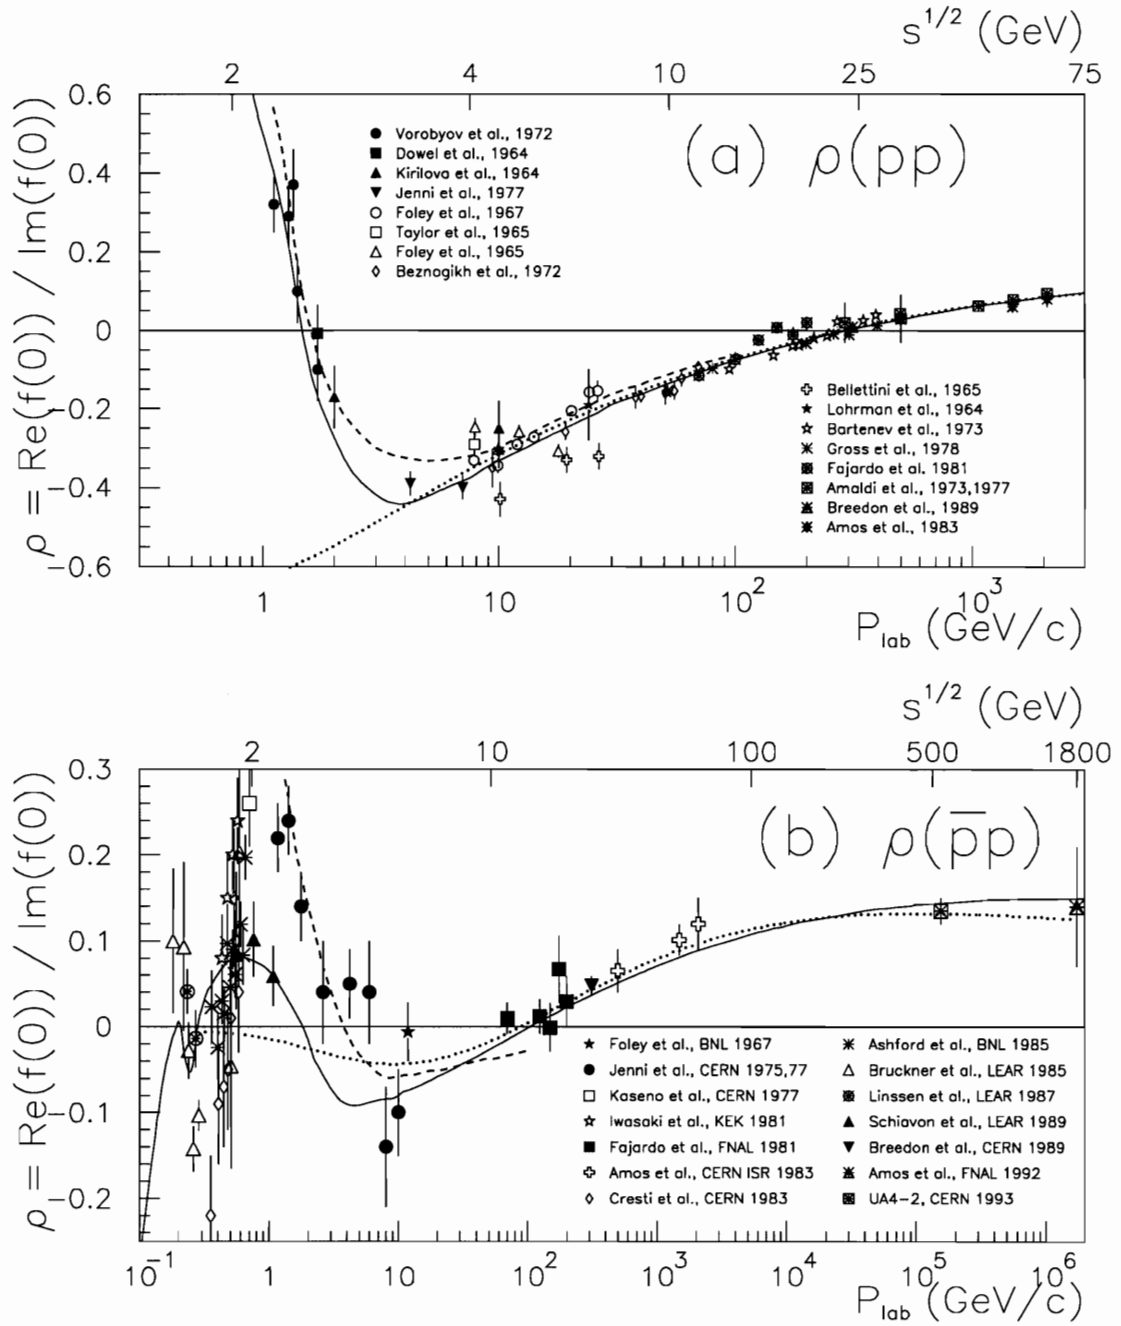 s^{1/2} (GeV)
2 4 10 25 75
0.6
0.4
0.2
0
-0.2
-0.4
-0.6
ρ = Re(f(0)) / Im(f(0))
(a) ρ(pp)
Vorobyov et al., 1972
Dowel et al., 1964
Kirilova et al., 1964
Jenni et al., 1977
Foley et al., 1967
Taylor et al., 1965
Foley et al., 1965
Beznogikh et al., 1972
Bellettini et al., 1965
Lohrman et al., 1964
Bartenev et al., 1973
Gross et al., 1978
Fajardo et al. 1981
Amaldi et al., 1973,1977
Breedon et al., 1989
Amos et al., 1983
1 10 10^2 10^3
P_{lab} (GeV/c)
s^{1/2} (GeV)
2 10 100 500 1800
0.3
0.2
0.1
0
-0.1
-0.2
ρ = Re(f(0)) / Im(f(0))
(b) ρ(p̅p)
Foley et al., BNL 1967
Jenni et al., CERN 1975,77
Kaseno et al., CERN 1977
Iwasaki et al., KEK 1981
Fajardo et al., FNAL 1981
Amos et al., CERN ISR 1983
Cresti et al., CERN 1983
Ashford et al., BNL 1985
Bruckner et al., LEAR 1985
Linssen et al., LEAR 1987
Schiavon et al., LEAR 1989
Breedon et al., CERN 1989
Amos et al., FNAL 1992
UA4-2, CERN 1993
10^{-1} 1 10 10^2 10^3 10^4 10^5 10^6
P_{lab} (GeV/c)